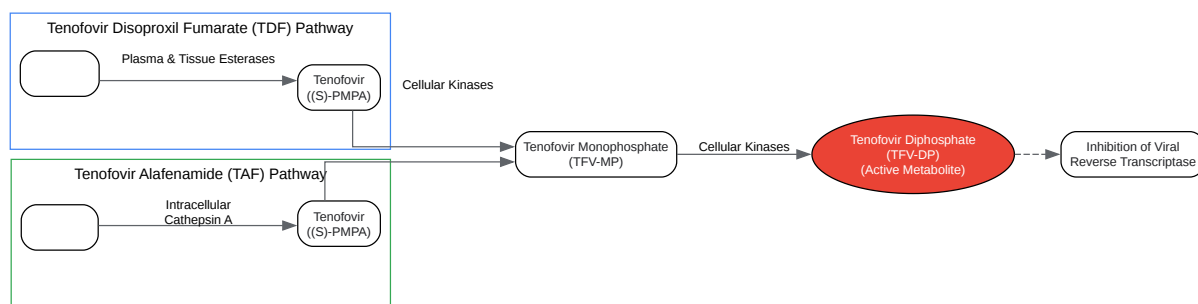 Tenofovir Disoproxil Fumarate (TDF) Pathway
Plasma & Tissue Esterases
Tenofovir
((S)-PMPA)
Cellular Kinases
Tenofovir Monophosphate
(TFV-MP)
Cellular Kinases
Tenofovir Diphosphate
(TFV-DP)
(Active Metabolite)
Inhibition of Viral
Reverse Transcriptase
Tenofovir Alafenamide (TAF) Pathway
Intracellular
Cathepsin A
Tenofovir
((S)-PMPA)